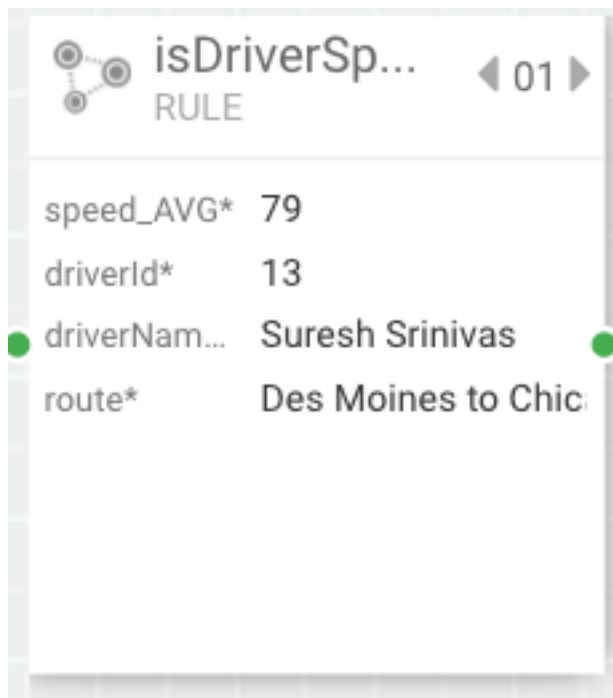 isDriverSp...
01
RULE
speed_AVG* 79
driverId* 13
driverNam... Suresh Srinivas
route* Des Moines to Chic